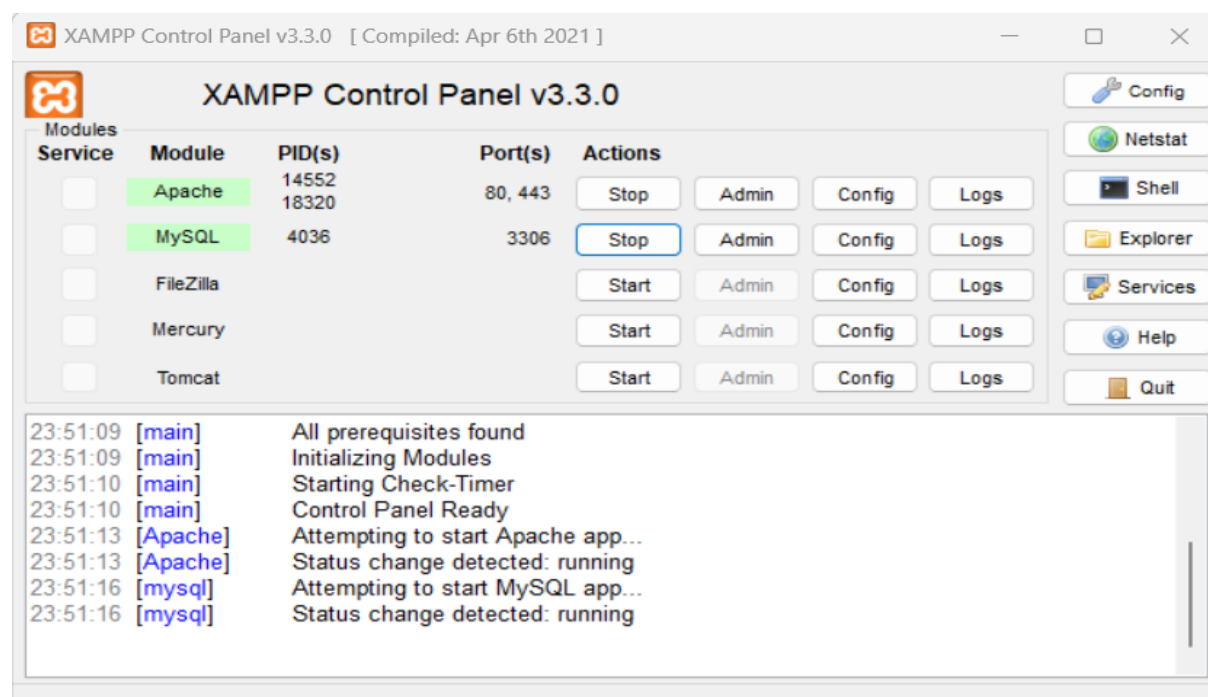 XAMPP Control Panel v3.3.0 [ Compiled: Apr 6th 2021 ]
XAMPP Control Panel v3.3.0
Config
Modules
Netstat
Service Module PID(s) Port(s) Actions
Apache 14552 80, 443 Stop Admin Config Logs
18320
Shell
MySQL 4036 3306 Stop Admin Config Logs
Explorer
FileZilla Start Admin Config Logs
Services
Mercury Start Admin Config Logs
Help
Tomcat Start Admin Config Logs
Quit
23:51:09 [main] All prerequisites found
23:51:09 [main] Initializing Modules
23:51:10 [main] Starting Check-Timer
23:51:10 [main] Control Panel Ready
23:51:13 [Apache] Attempting to start Apache app...
23:51:13 [Apache] Status change detected: running
23:51:16 [mysql] Attempting to start MySQL app...
23:51:16 [mysql] Status change detected: running